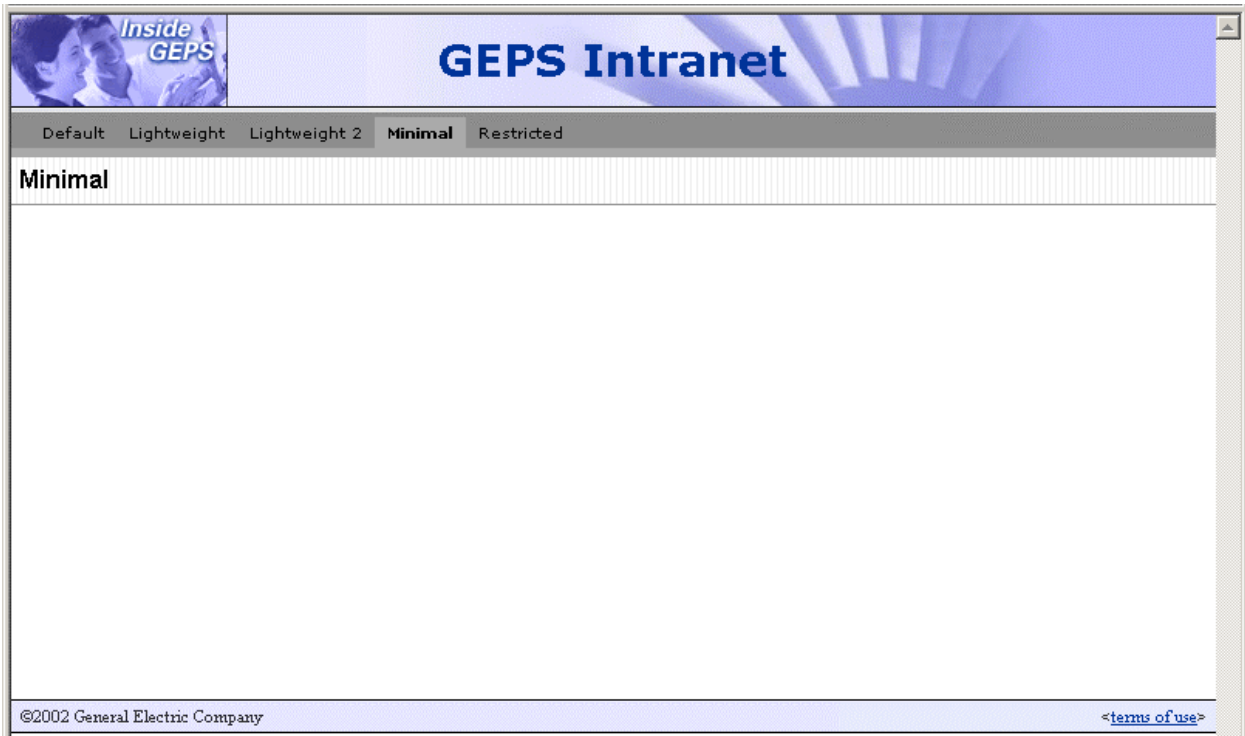 Inside
GEPS
GEPS Intranet
Default Lightweight Lightweight 2 Minimal Restricted
Minimal
©2002 General Electric Company <terms of use>